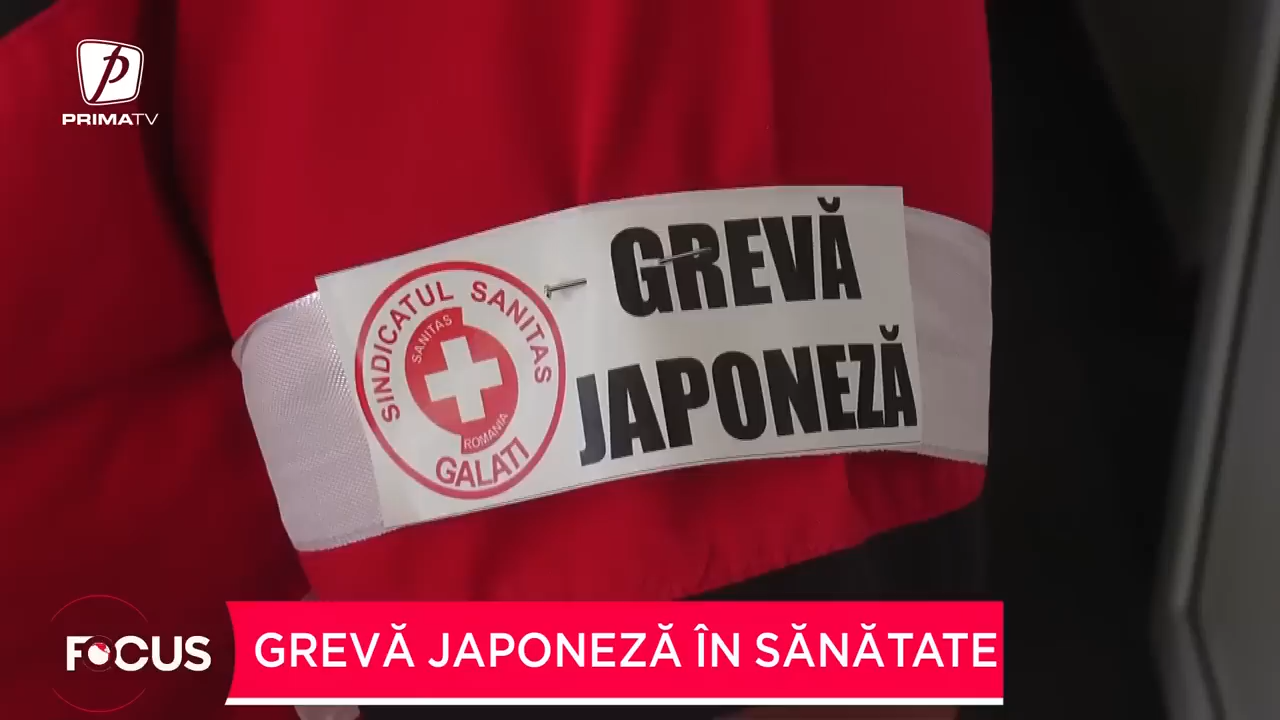 PRIMATV
GREVĂ
JAPONEZĂ
SINDICATUL SANITAS
SANITAS
ROMANIA
GALATI
FOCUS
GREVĂ JAPONEZĂ ÎN SĂNĂTATE